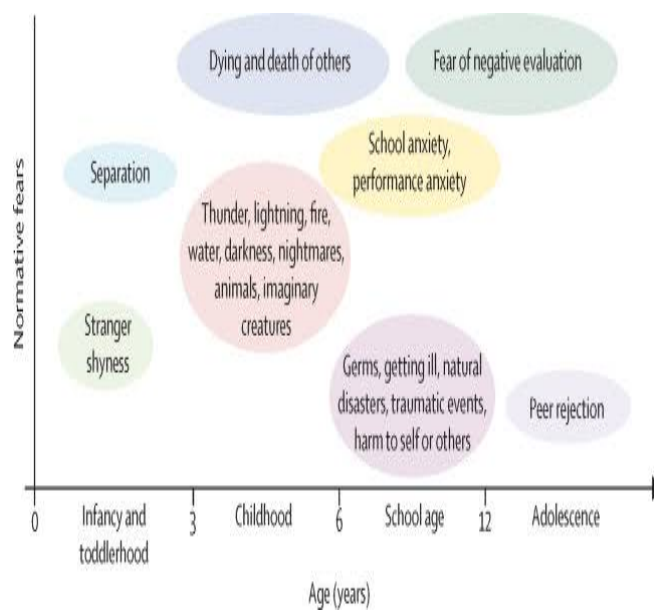 Normative fears
Dying and death of others
Fear of negative evaluation
Separation
School anxiety,
performance anxiety
Thunder, lightning, fire,
water, darkness, nightmares,
animals, imaginary
creatures
Stranger
shyness
Germs, getting ill, natural
disasters, traumatic events,
harm to self or others
Peer rejection
0
Infancy and
toddlerhood
3
Childhood
6
School age
12
Adolescence
Age (years)